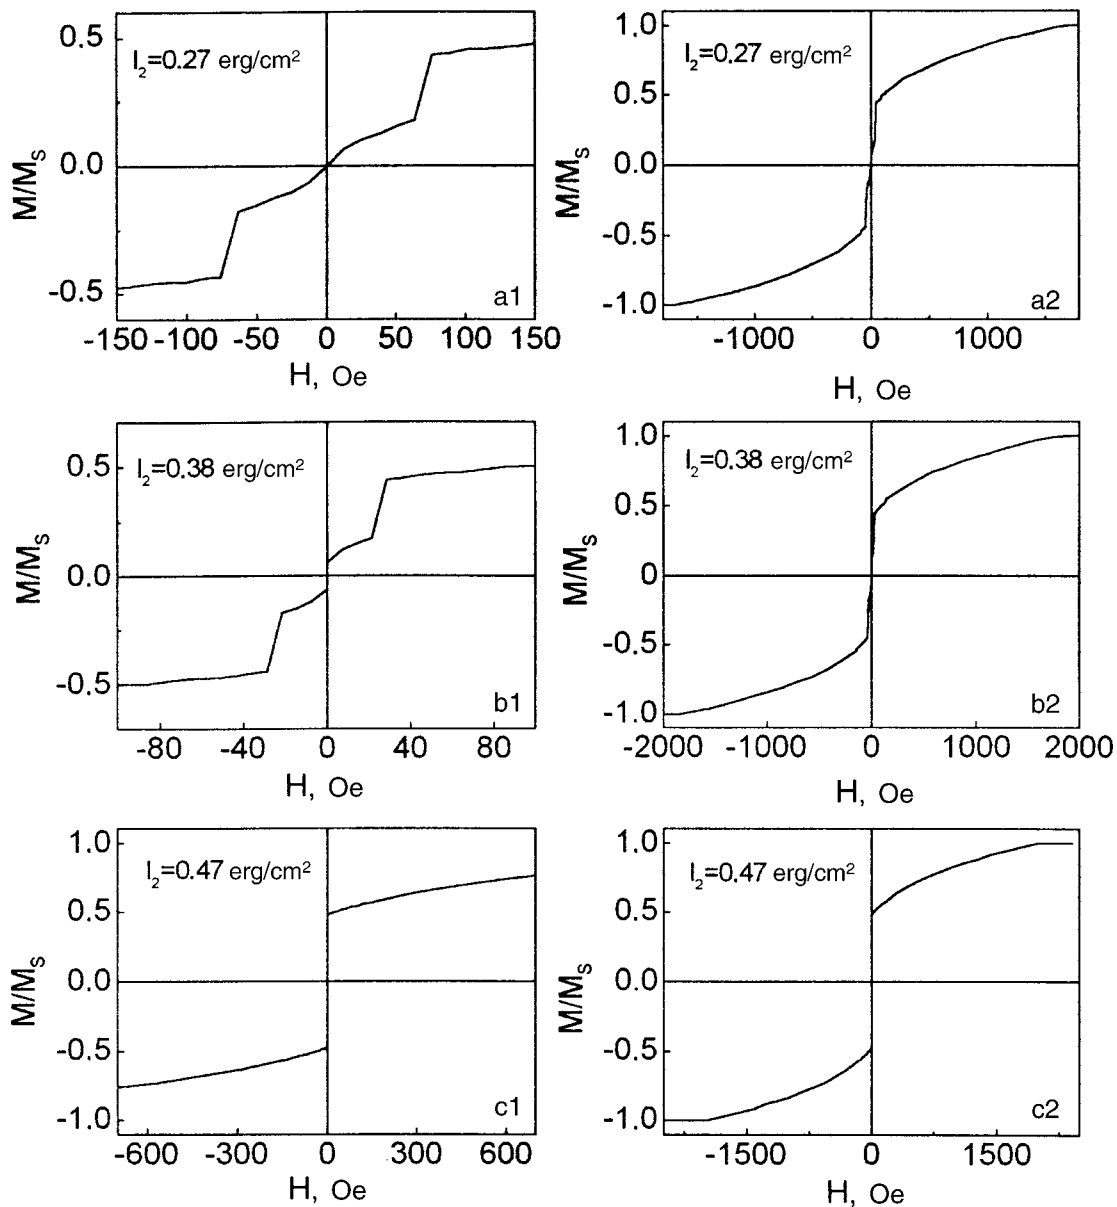 I2=0.27 erg/cm²
0.5
0.0
-0.5
M/MS
a1
-150 -100 -50 0 50 100 150
H, Oe
I2=0.27 erg/cm²
1.0
0.5
0.0
-0.5
-1.0
M/MS
a2
-1000 0 1000
H, Oe
I2=0.38 erg/cm²
0.5
0.0
-0.5
M/MS
b1
-80 -40 0 40 80
H, Oe
I2=0.38 erg/cm²
1.0
0.5
0
-0.5
-1.0
M/MS
b2
-2000 -1000 0 1000 2000
H, Oe
I2=0.47 erg/cm²
1.0
0.5
0.0
-0.5
-1.0
M/MS
c1
-600 -300 0 300 600
H, Oe
I2=0.47 erg/cm²
1.0
0.5
0.0
-0.5
-1.0
M/MS
c2
-1500 0 1500
H, Oe